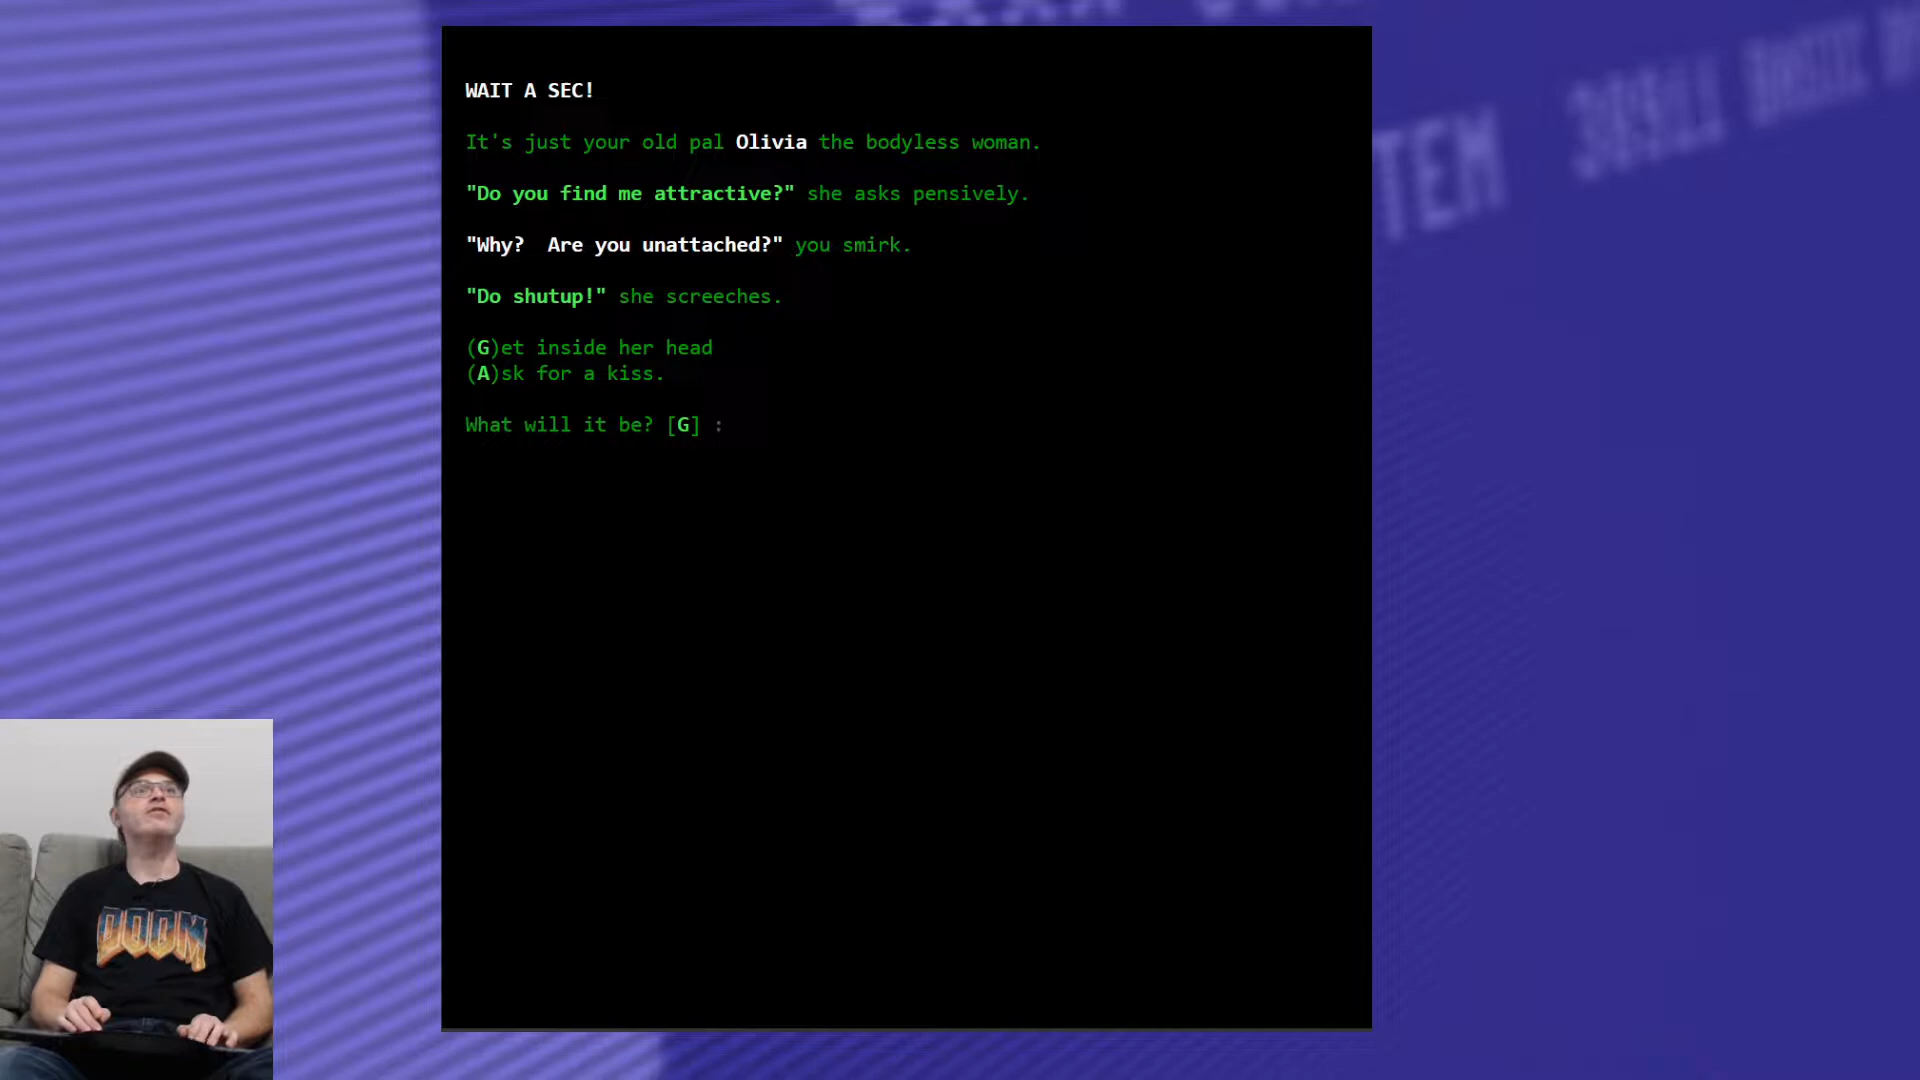 WAIT A SEC!
It's just your old pal Olivia the bodyless woman.
"Do you find me attractive?" she asks pensively.
"Why?  Are you unattached?" you smirk.
"Do shutup!" she screeches.
(G)et inside her head
(A)sk for a kiss.
What will it be? [G] :
DOOM